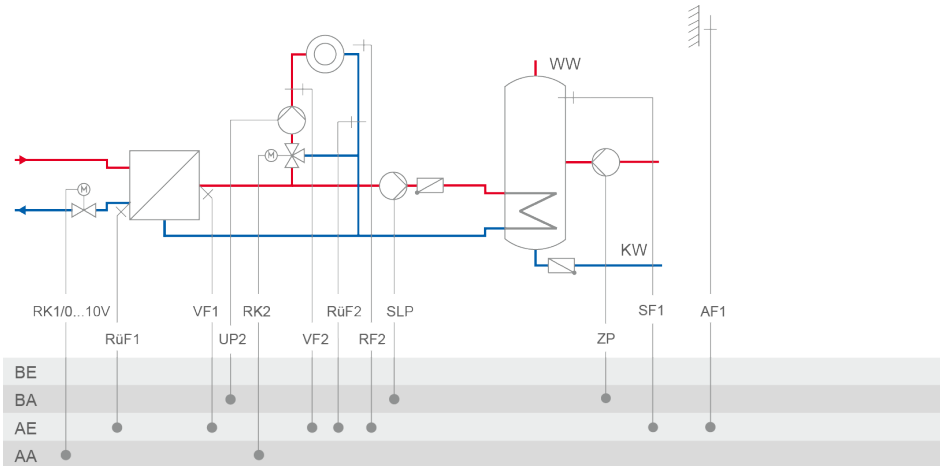 WW
M
M
KW
RK1/0...10V
VF1
RK2
RüF2
SLP
SF1
AF1
RüF1
UP2
VF2
RF2
ZP
BE
BA
AE
AA